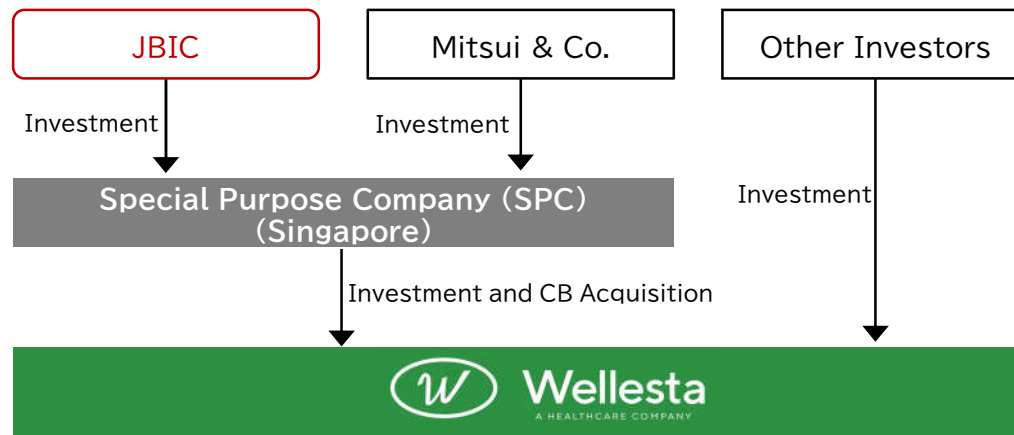 JBIC
Mitsui & Co.
Other Investors
Investment
Investment
Investment
Special Purpose Company (SPC)
(Singapore)
Investment and CB Acquisition
W Wellesta
A HEALTHCARE COMPANY